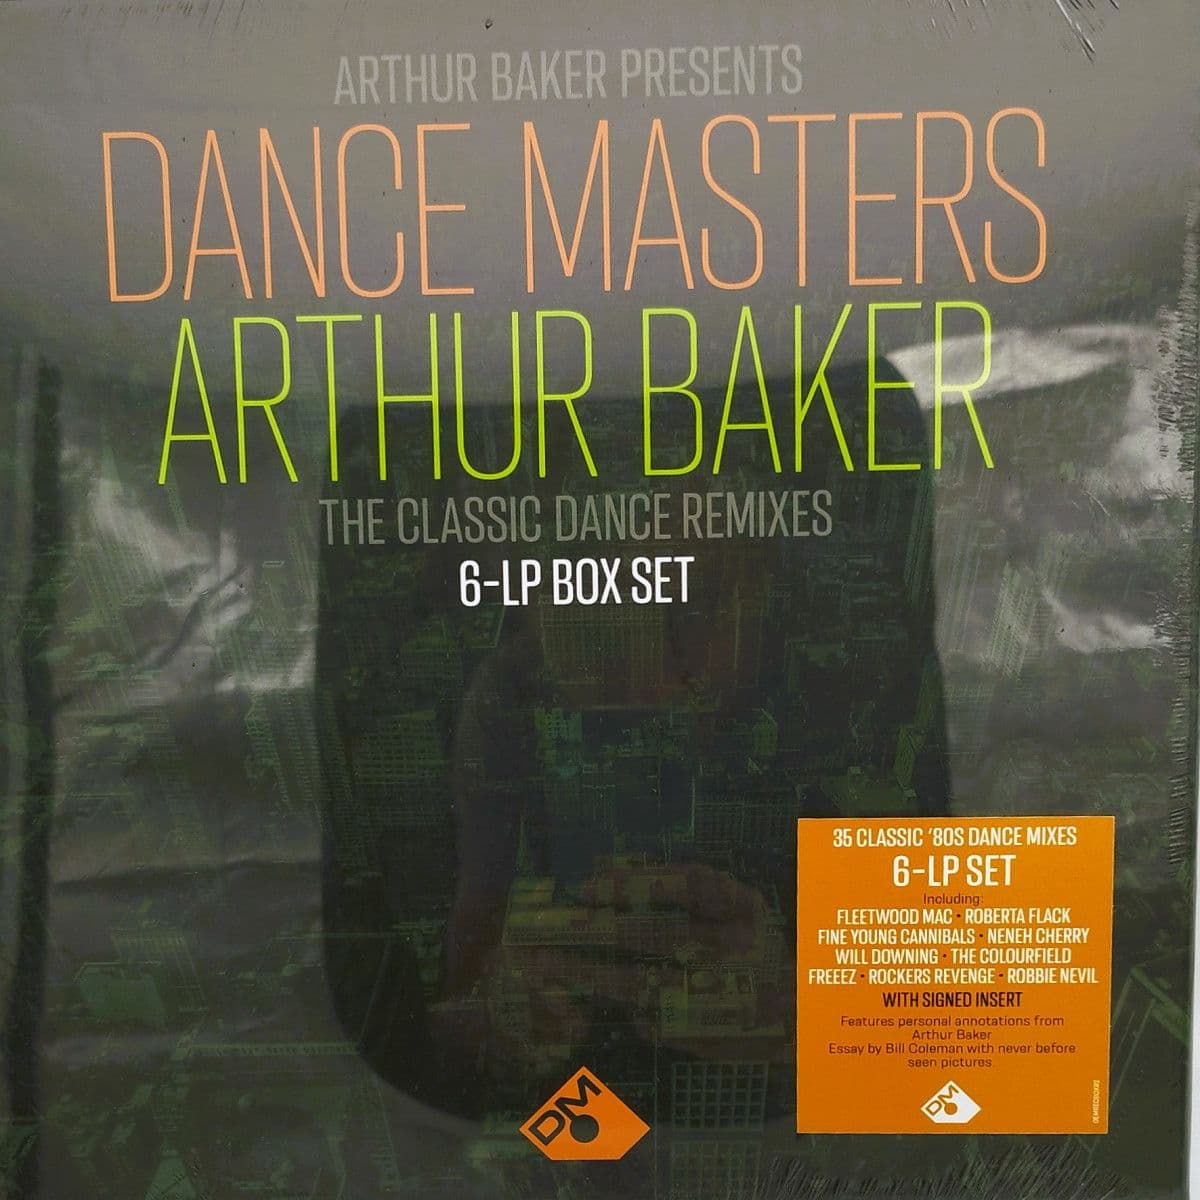 ARTHUR BAKER PRESENTS
DANCE MASTERS
ARTHUR BAKER
THE CLASSIC DANCE REMIXES
6-LP BOX SET
35 CLASSIC '80S DANCE MIXES
6-LP SET
Including:
FLEETWOOD MAC • ROBERTA FLACK
FINE YOUNG CANNIBALS • NENEH CHERRY
WILL DOWNING • THE COLOURFIELD
FREEEZ • ROCKERS REVENGE • ROBBIE NEVIL
WITH SIGNED INSERT
Features personal annotations from
Arthur Baker
Essay by Bill Coleman with never before
seen pictures
DM
DM